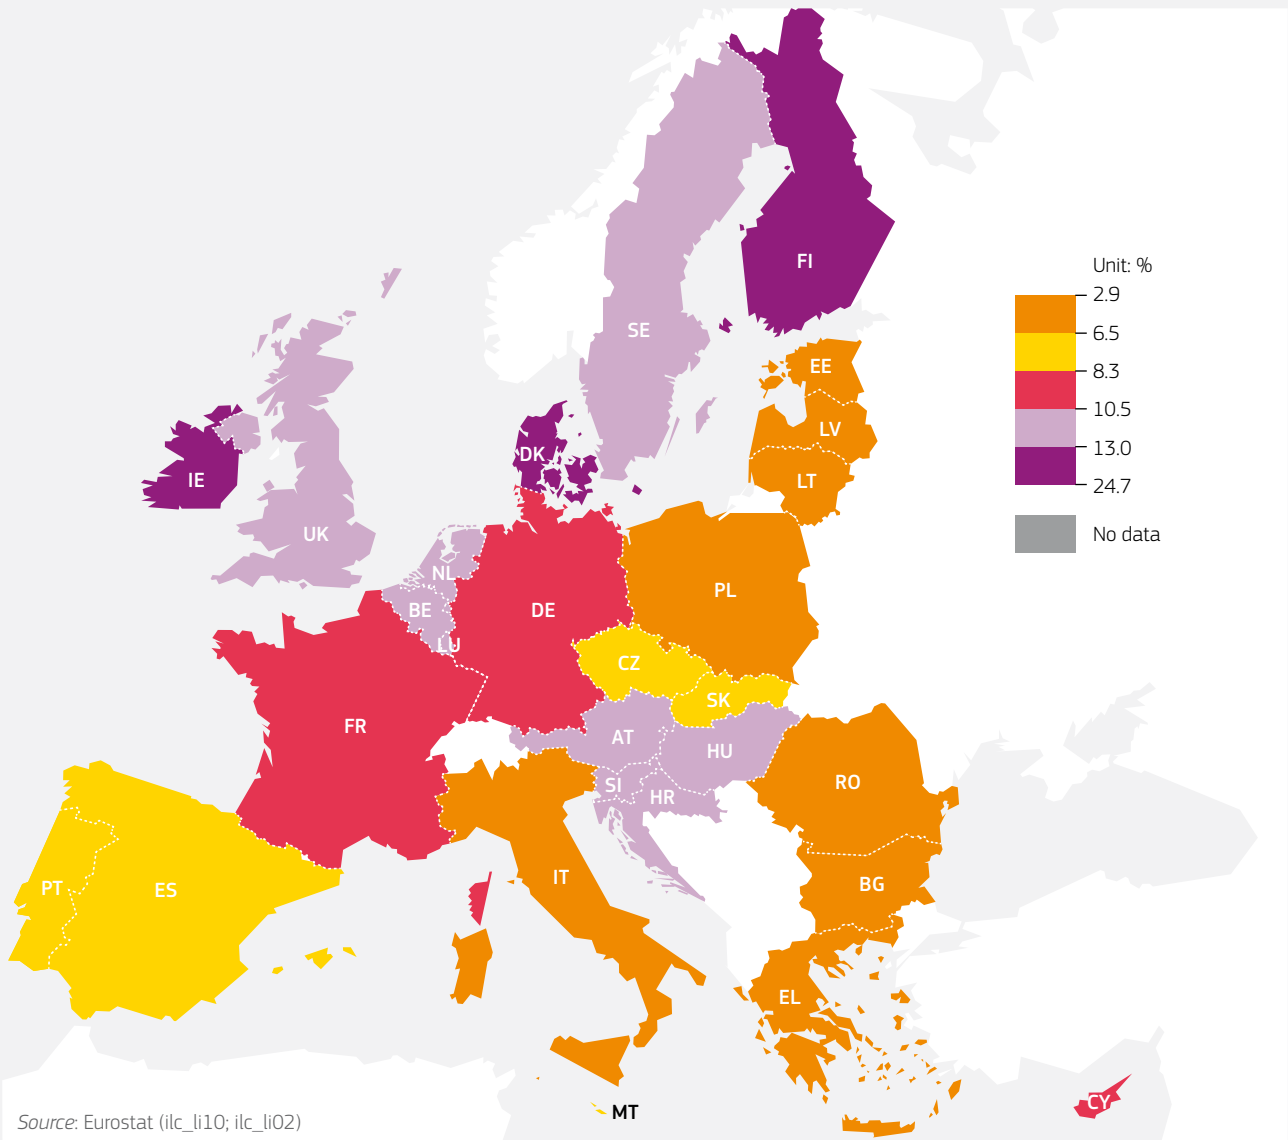 FI
Unit: %
2.9
SE
6.5
EE
8.3
10.5
LV
13.0
DK
IE
LT
24.7
UK
No data
NL
PL
BE
DE
LU
CZ
SK
FR
AT
HU
SI
RO
HR
IT
PT
ES
BG
EL
CY
MT
Source: Eurostat (ilc_li10; ilc_li02)